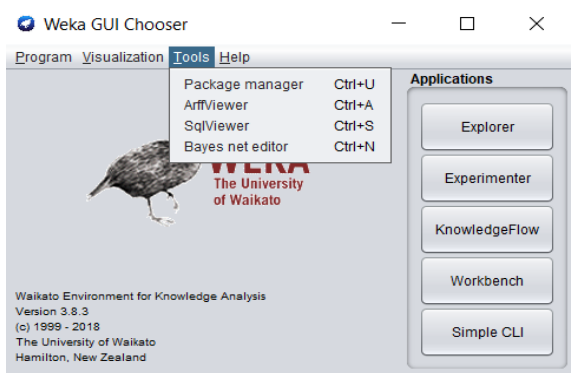 Weka GUI Chooser
Program Visualization Tools Help
Package manager Ctrl+U
ArffViewer Ctrl+A
SqlViewer Ctrl+S
Bayes net editor Ctrl+N
WEKA
The University
of Waikato
Waikato Environment for Knowledge Analysis
Version 3.8.3
(c) 1999 - 2018
The University of Waikato
Hamilton, New Zealand
Applications
Explorer
Experimenter
KnowledgeFlow
Workbench
Simple CLI